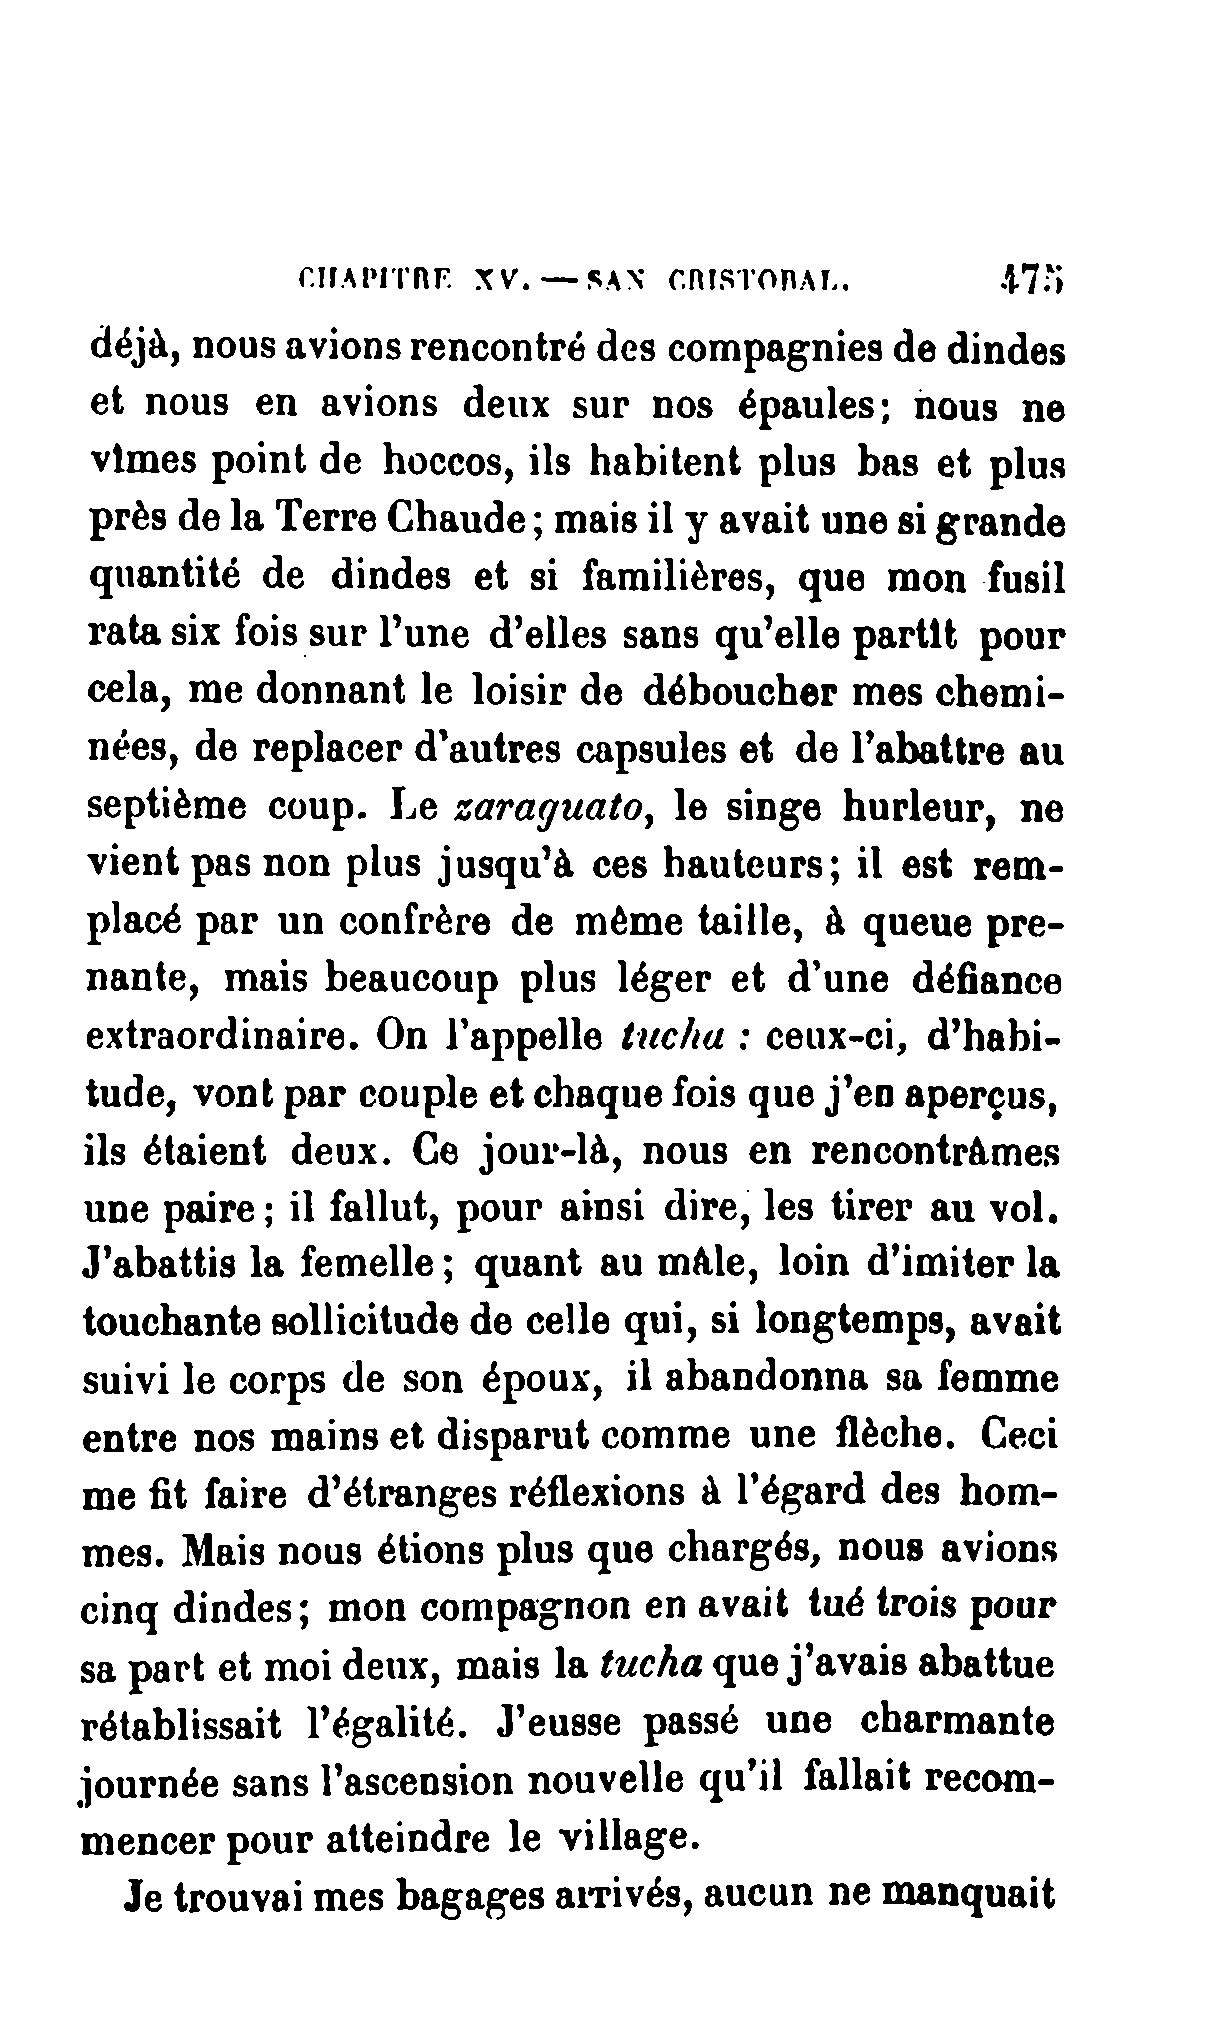 CHAPITRE XV. — SAN CRISTOBAL. 475
déjà, nous avions rencontré des compagnies de dindes
et nous en avions deux sur nos épaules; nous ne
vîmes point de hoccos, ils habitent plus bas et plus
près de la Terre Chaude; mais il y avait une si grande
quantité de dindes et si familières, que mon fusil
rata six fois sur l'une d'elles sans qu'elle partît pour
cela, me donnant le loisir de déboucher mes chemi-
nées, de replacer d'autres capsules et de l'abattre au
septième coup. Le zaraguato, le singe hurleur, ne
vient pas non plus jusqu'à ces hauteurs; il est rem-
placé par un confrère de même taille, à queue pre-
nante, mais beaucoup plus léger et d'une défiance
extraordinaire. On l'appelle tucha : ceux-ci, d'habi-
tude, vont par couple et chaque fois que j'en aperçus,
ils étaient deux. Ce jour-là, nous en rencontrâmes
une paire; il fallut, pour ainsi dire, les tirer au vol.
J'abattis la femelle; quant au mâle, loin d'imiter la
touchante sollicitude de celle qui, si longtemps, avait
suivi le corps de son époux, il abandonna sa femme
entre nos mains et disparut comme une flèche. Ceci
me fit faire d'étranges réflexions à l'égard des hom-
mes. Mais nous étions plus que chargés, nous avions
cinq dindes; mon compagnon en avait tué trois pour
sa part et moi deux, mais la tucha que j'avais abattue
rétablissait l'égalité. J'eusse passé une charmante
journée sans l'ascension nouvelle qu'il fallait recom-
mencer pour atteindre le village.
Je trouvai mes bagages arrivés, aucun ne manquait